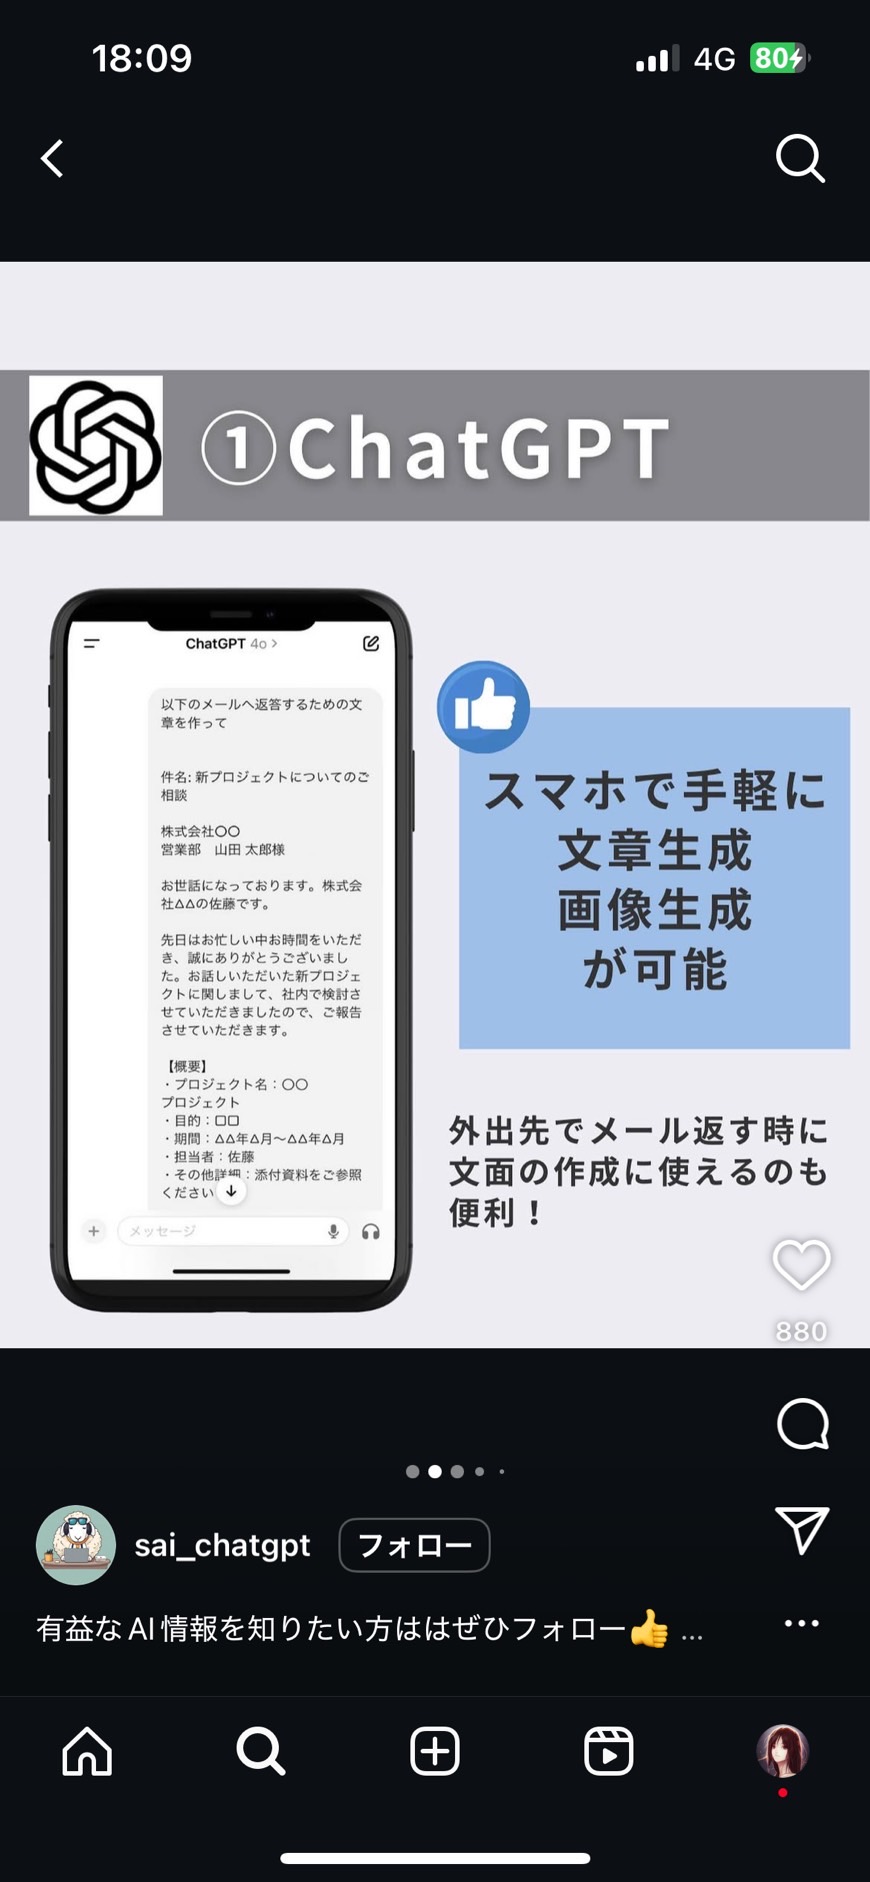 18:09
4G
80
①ChatGPT
ChatGPT 4o >
以下のメールへ返答するための文
章を作って
件名: 新プロジェクトについてのご
相談
株式会社〇〇
営業部　山田 太郎様
お世話になっております。株式会
社△△の佐藤です。
先日はお忙しい中お時間をいただ
き、誠にありがとうございまし
た。お話しいただいた新プロジェ
クトに関しまして、社内で検討さ
せていただきましたので、ご報告
させていただきます。
【概要】
・プロジェクト名：〇〇
プロジェクト
・目的：□□
・期間：△△年△月〜△△年△月
・担当者：佐藤
・その他詳細：添付資料をご参照
ください
メッセージ
スマホで手軽に
文章生成
画像生成
が可能
外出先でメール返す時に
文面の作成に使えるのも
便利！
880
sai_chatgpt
フォロー
有益なAI情報を知りたい方ははぜひフォロー👍 ...